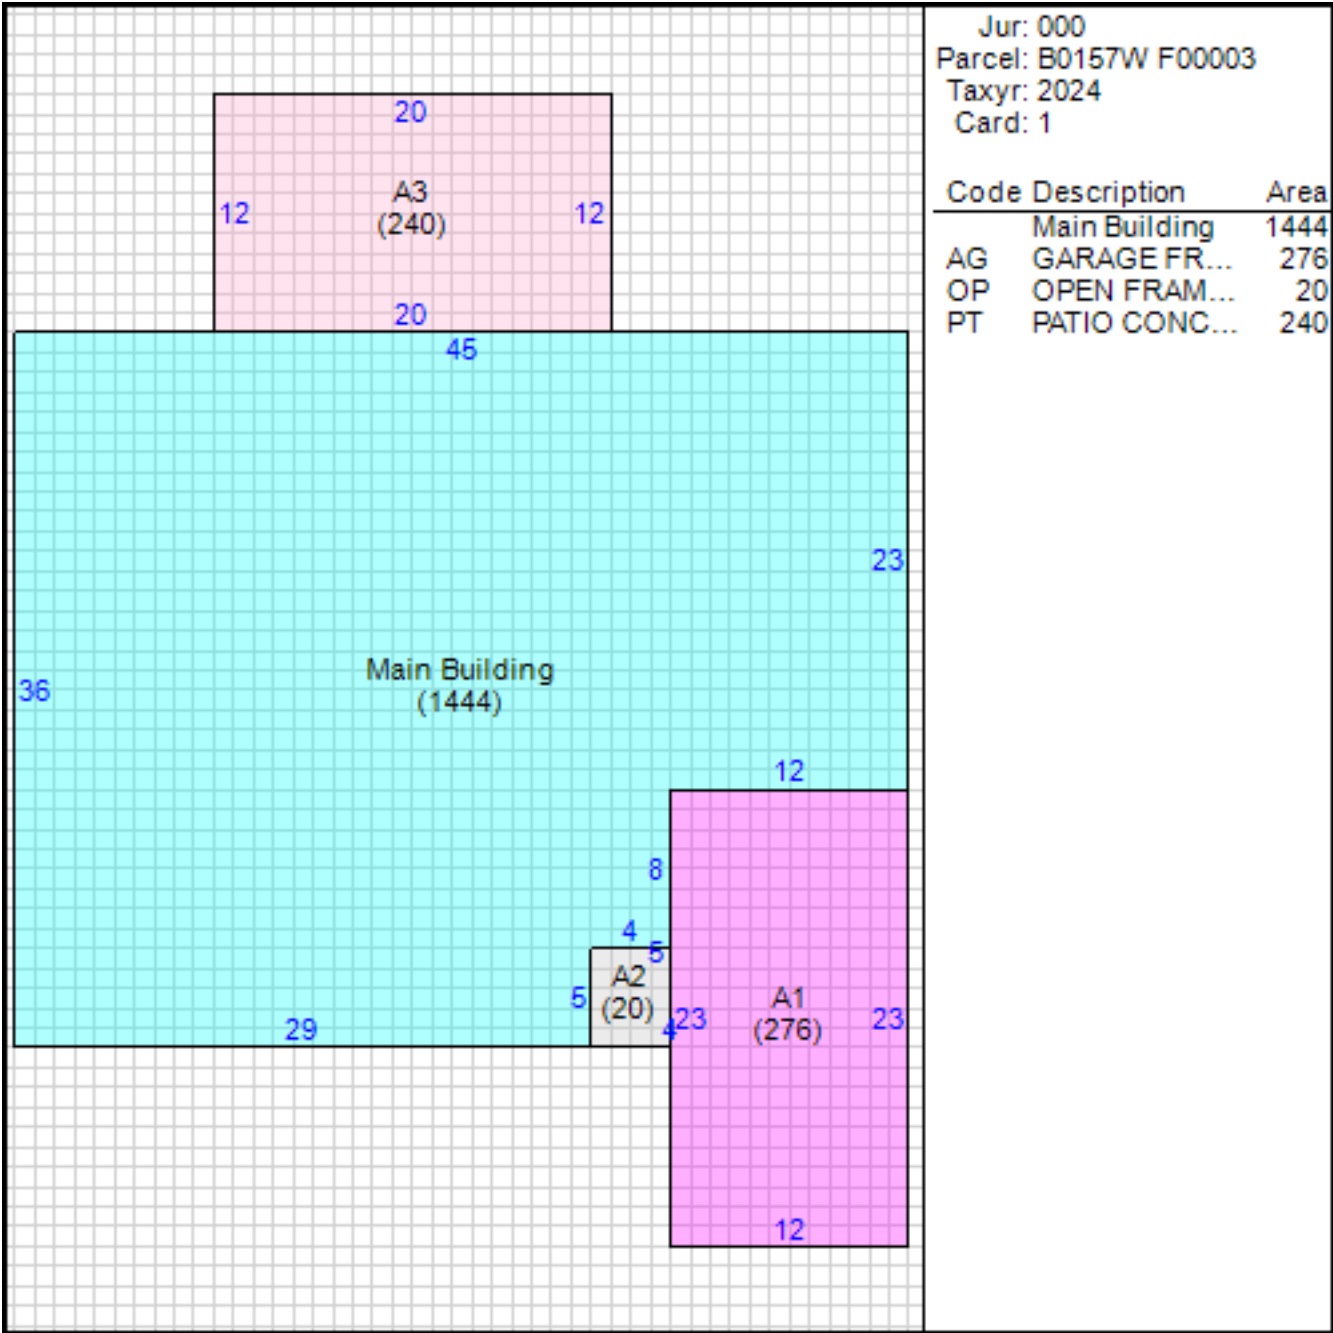 Jur: 000
Parcel: B0157W F00003
Taxyr: 2024
Card: 1
Code Description Area
Main Building 1444
AG GARAGE FR... 276
OP OPEN FRAM... 20
PT PATIO CONC... 240
20
A3
12 (240) 12
20
45
23
Main Building
36 (1444)
12
8
4
5
A2
5 (20)
A1
4 23 (276) 23
29
12